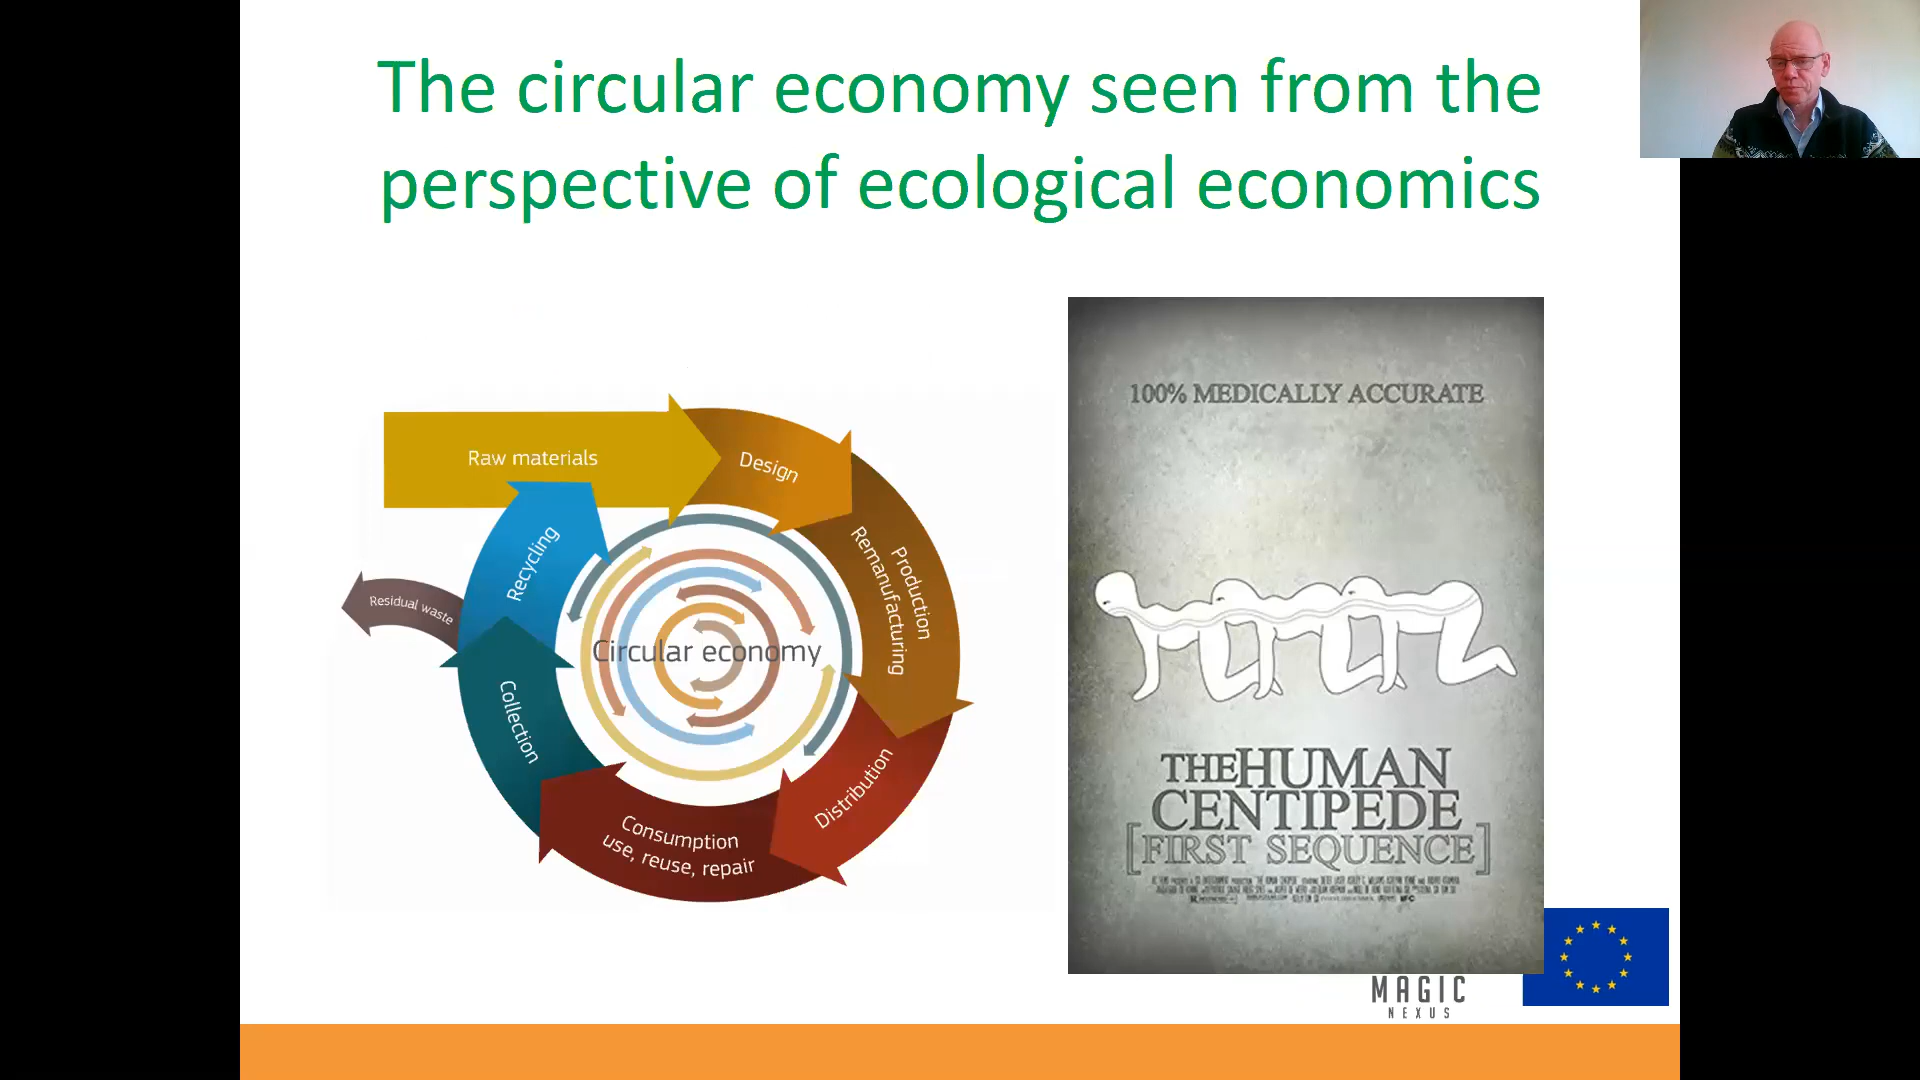 The circular economy seen from the
perspective of ecological economics
Raw materials
Design
Production
Remanufacturing
Distribution
Consumption
use, reuse, repair
Collection
Recycling
Residual waste
Circular economy
100% MEDICALLY ACCURATE
THE HUMAN
CENTIPEDE
[FIRST SEQUENCE]
MAGIC
NEXUS